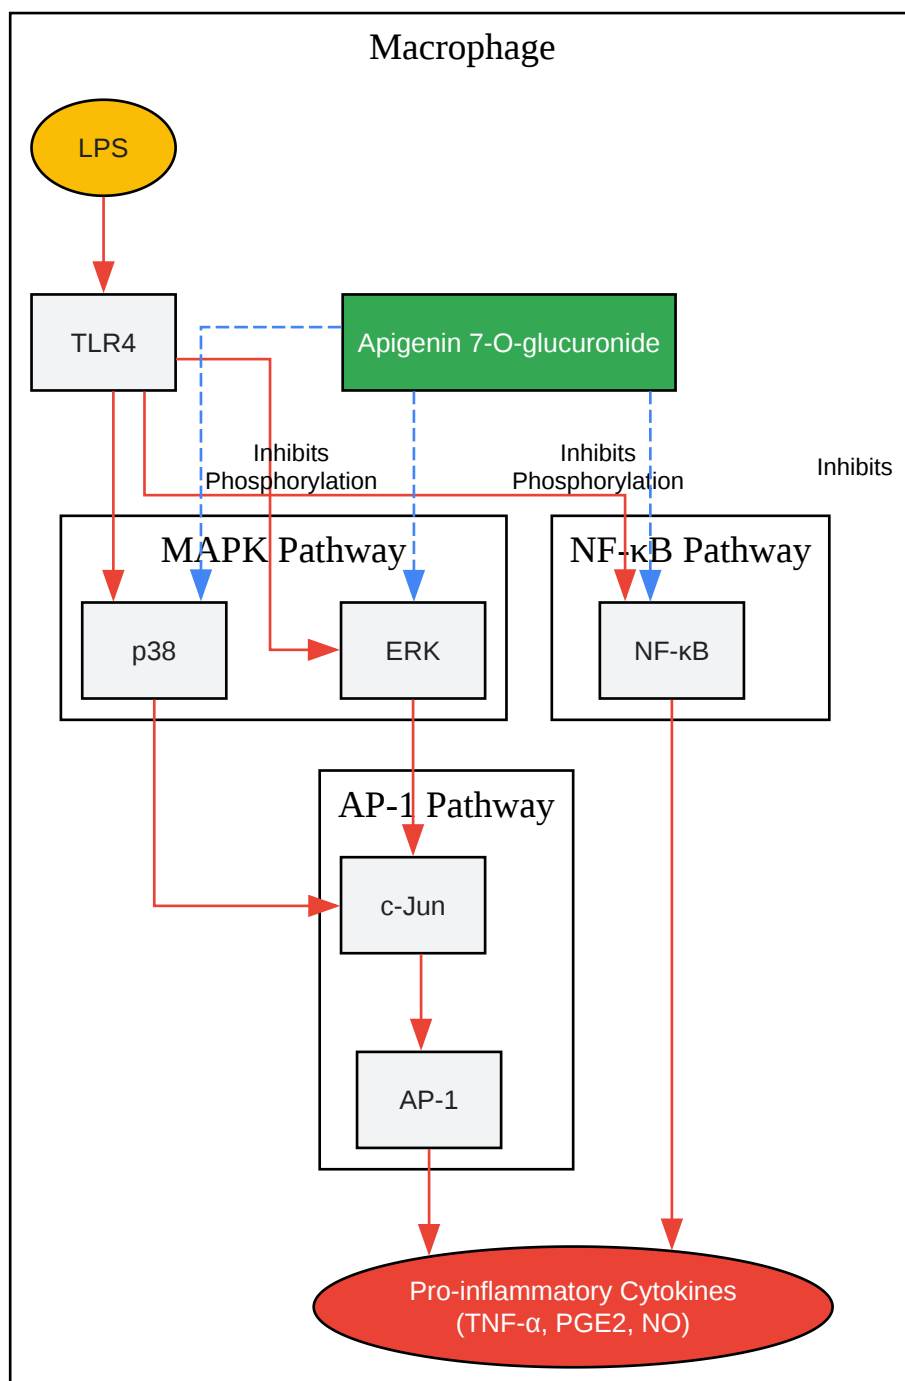 Macrophage
LPS
TLR4
Apigenin 7-O-glucuronide
Inhibits
Phosphorylation
Inhibits
Phosphorylation
Inhibits
MAPK Pathway
NF-κB Pathway
p38
ERK
NF-κB
AP-1 Pathway
c-Jun
AP-1
Pro-inflammatory Cytokines
(TNF-α, PGE2, NO)